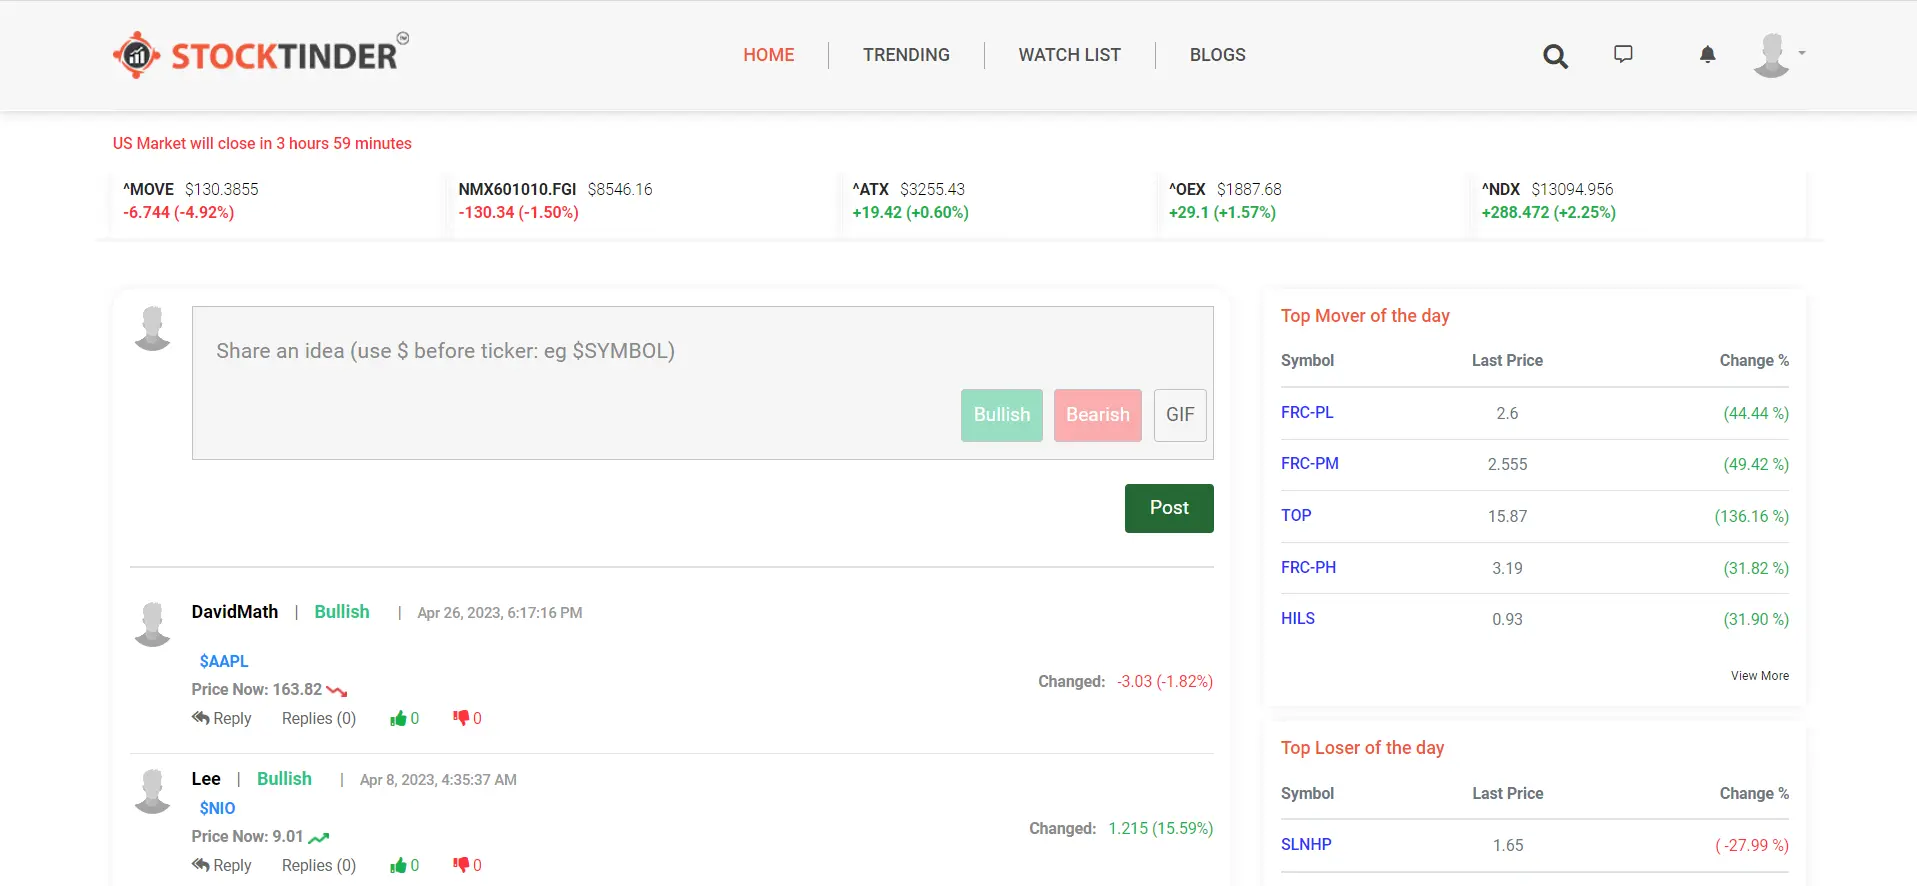 STOCKTINDER
HOME
TRENDING
WATCH LIST
BLOGS
US Market will close in 3 hours 59 minutes
^MOVE $130.3855
-6.744 (-4.92%)
NMX601010.FGI $8546.16
-130.34 (-1.50%)
^ATX $3255.43
+19.42 (+0.60%)
^OEX $1887.68
+29.1 (+1.57%)
^NDX $13094.956
+288.472 (+2.25%)
Share an idea (use $ before ticker: eg $SYMBOL)
Bullish Bearish GIF
Post
DavidMath | Bullish | Apr 26, 2023, 6:17:16 PM
$AAPL
Price Now: 163.82
Changed: -3.03 (-1.82%)
Reply Replies (0) 0 0
Lee | Bullish | Apr 8, 2023, 4:35:37 AM
$NIO
Price Now: 9.01
Changed: 1.215 (15.59%)
Reply Replies (0) 0 0
Top Mover of the day
Symbol Last Price Change %
FRC-PL 2.6 (44.44 %)
FRC-PM 2.555 (49.42 %)
TOP 15.87 (136.16 %)
FRC-PH 3.19 (31.82 %)
HILS 0.93 (31.90 %)
View More
Top Loser of the day
Symbol Last Price Change %
SLNHP 1.65 ( -27.99 %)